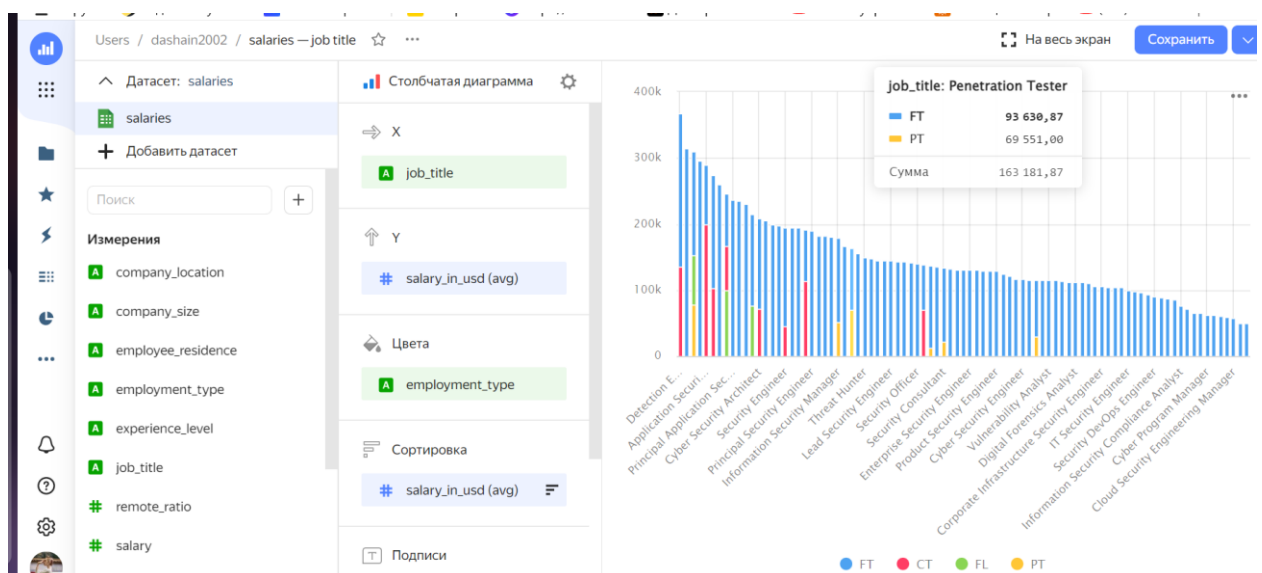 Users / dashain2002 / salaries — job title
На весь экран
Сохранить
Датасет: salaries
salaries
Добавить датасет
Поиск
Измерения
company_location
company_size
employee_residence
employment_type
experience_level
job_title
remote_ratio
salary
Столбчатая диаграмма
X
job_title
Y
salary_in_usd (avg)
Цвета
employment_type
Сортировка
salary_in_usd (avg)
Подписи
job_title: Penetration Tester
FT 93 630,87
PT 69 551,00
Сумма 163 181,87
400k
300k
200k
100k
0
Detection E...
Application Securi...
Principal Application Sec...
Cyber Security Architect
Security Engineer
Principal Security Engineer
Information Security Manager
Threat Hunter
Lead Security Engineer
Security Officer
Security Consultant
Enterprise Security Engineer
Product Security Engineer
Cyber Security Engineer
Vulnerability Analyst
Digital Forensics Analyst
Corporate Infrastructure Security Engineer
IT Security Engineer
Security DevOps Engineer
Information Security Compliance Analyst
Cyber Program Manager
Cloud Security Engineering Manager
FT CT FL PT